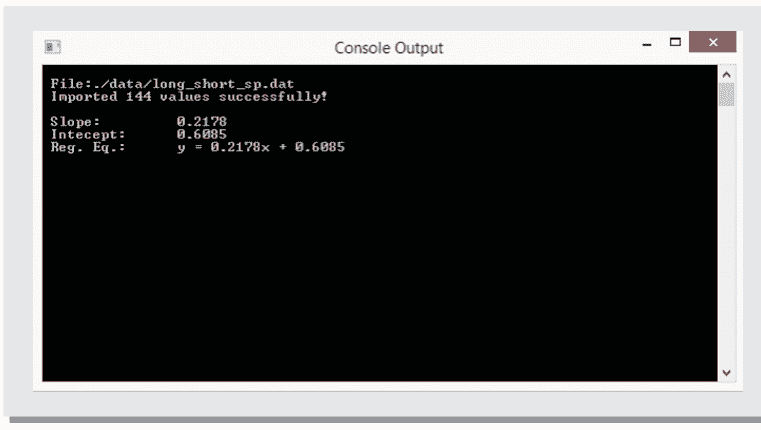 Console Output
File:./data/long_short_sp.dat
Imported 144 values successfully!
Slope: 0.2178
Intecept: 0.6085
Reg. Eq.: y = 0.2178x + 0.6085